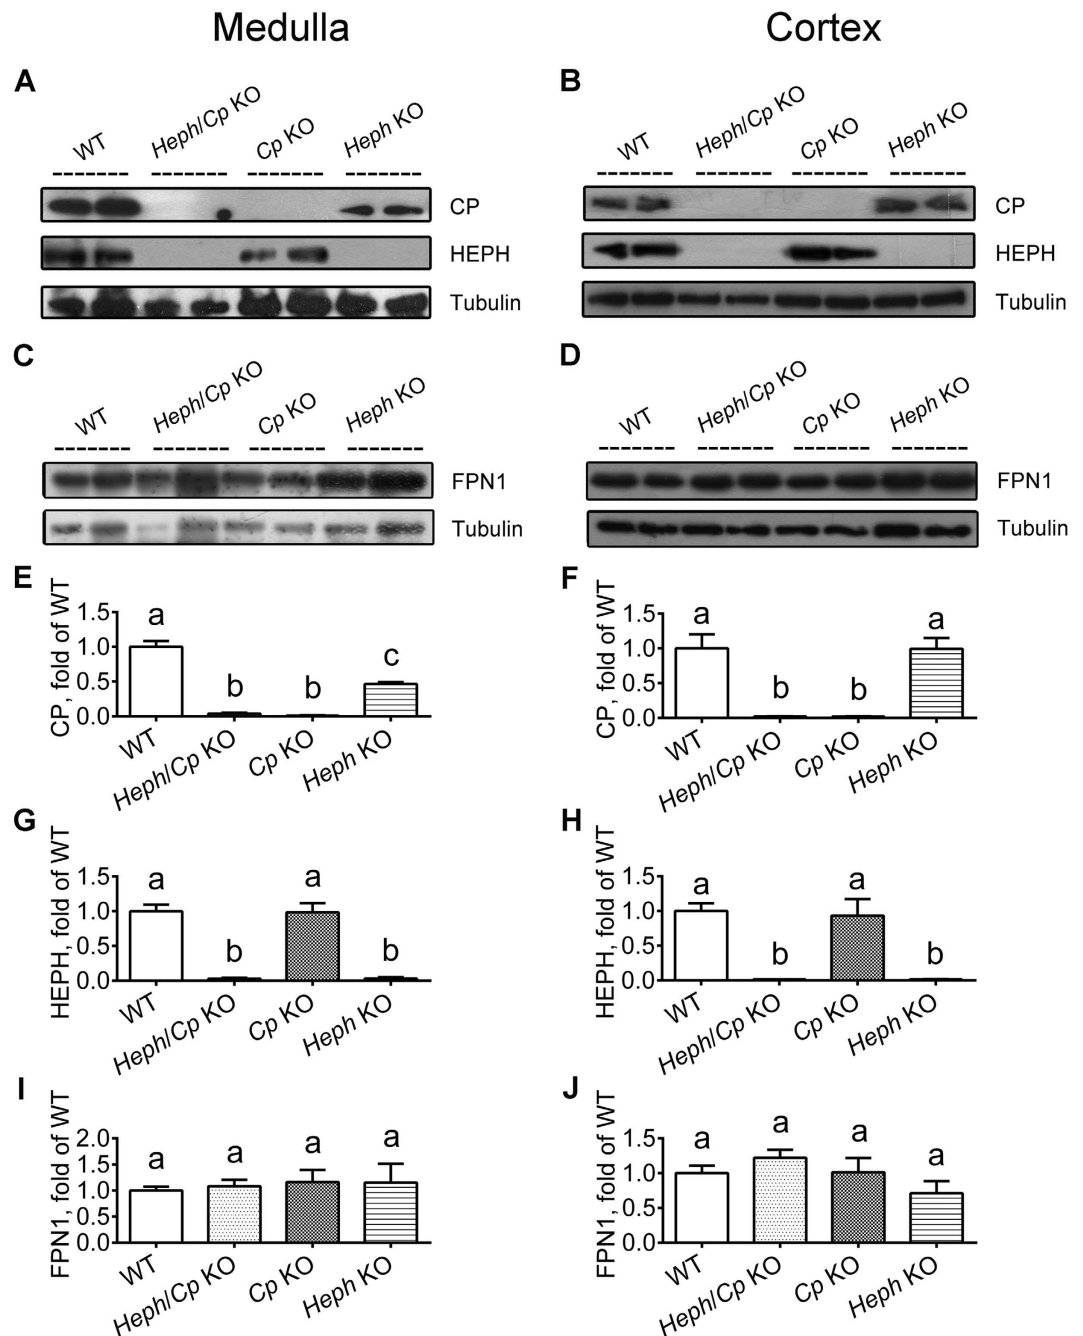 Medulla Cortex
A B
WT Heph/Cp KO Cp KO Heph KO WT Heph/Cp KO Cp KO Heph KO
CP CP
HEPH HEPH
Tubulin Tubulin
C D
WT Heph/Cp KO Cp KO Heph KO WT Heph/Cp KO Cp KO Heph KO
FPN1 FPN1
Tubulin Tubulin
E
CP, fold of WT
1.5
1.0
0.5
0.0
a b b c
WT Heph/Cp KO Cp KO Heph KO
F
CP, fold of WT
1.5
1.0
0.5
0.0
a b b a
WT Heph/Cp KO Cp KO Heph KO
G
HEPH, fold of WT
1.5
1.0
0.5
0.0
a b a b
WT Heph/Cp KO Cp KO Heph KO
H
HEPH, fold of WT
1.5
1.0
0.5
0.0
a b a b
WT Heph/Cp KO Cp KO Heph KO
I
FPN1, fold of WT
2.0
1.5
1.0
0.5
0.0
a a a a
WT Heph/Cp KO Cp KO Heph KO
J
FPN1, fold of WT
1.5
1.0
0.5
0.0
a a a a
WT Heph/Cp KO Cp KO Heph KO